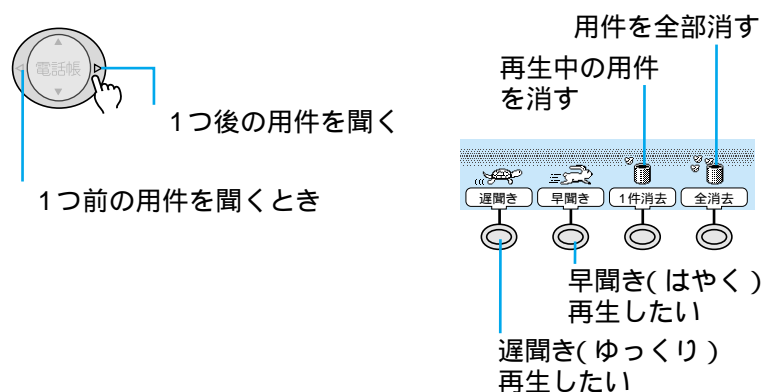 電話帳
1つ後の用件を聞く
1つ前の用件を聞くとき
用件を全部消す
再生中の用件
を消す
遅聞き 早聞き 1件消去 全消去
早聞き(はやく)
再生したい
遅聞き(ゆっくり)
再生したい